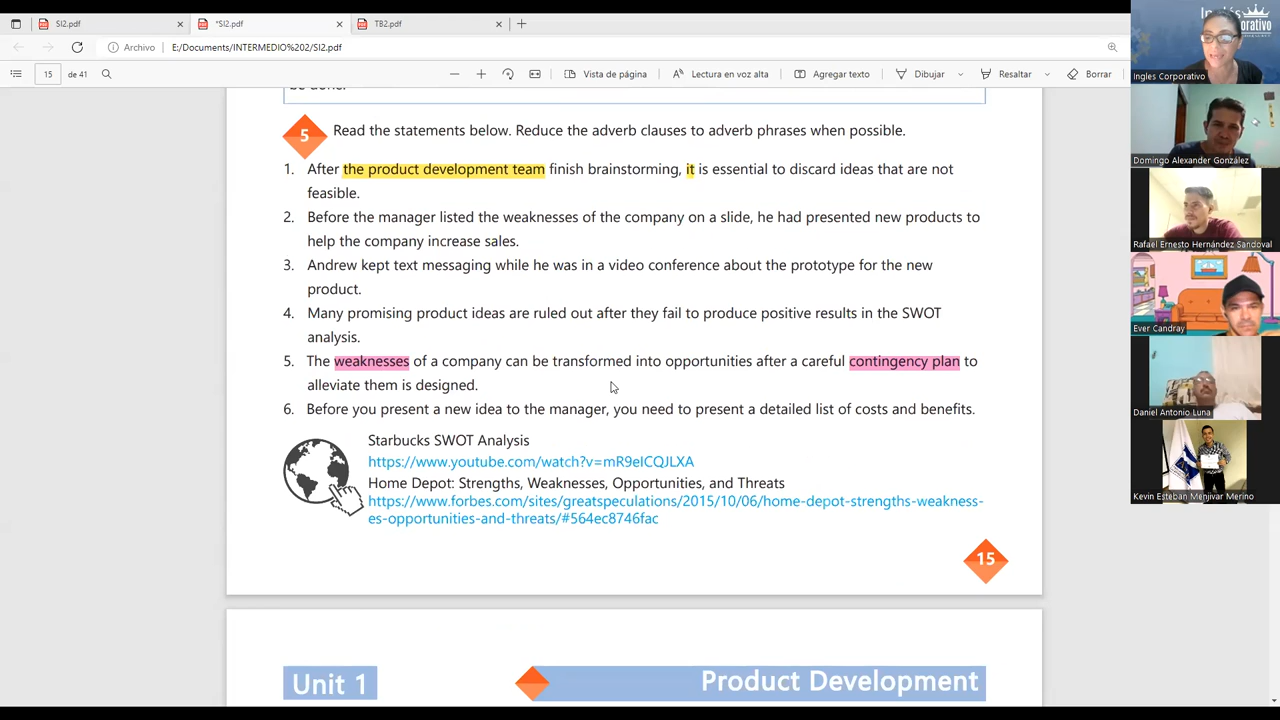 SI2.pdf
*SI2.pdf
TB2.pdf
Archivo
E:/Documents/INTERMEDIO%202/SI2.pdf
15
de 41
Vista de página
Lectura en voz alta
Agregar texto
Dibujar
Resaltar
Borrar
be done.
5
Read the statements below. Reduce the adverb clauses to adverb phrases when possible.
1. After the product development team finish brainstorming, it is essential to discard ideas that are not
feasible.
2. Before the manager listed the weaknesses of the company on a slide, he had presented new products to
help the company increase sales.
3. Andrew kept text messaging while he was in a video conference about the prototype for the new
product.
4. Many promising product ideas are ruled out after they fail to produce positive results in the SWOT
analysis.
5. The weaknesses of a company can be transformed into opportunities after a careful contingency plan to
alleviate them is designed.
6. Before you present a new idea to the manager, you need to present a detailed list of costs and benefits.
Starbucks SWOT Analysis
https://www.youtube.com/watch?v=mR9eICQJLXA
Home Depot: Strengths, Weaknesses, Opportunities, and Threats
https://www.forbes.com/sites/greatspeculations/2015/10/06/home-depot-strengths-weakness-
es-opportunities-and-threats/#564ec8746fac
15
Unit 1
Product Development
Ingles Corporativo
Domingo Alexander González
Rafael Ernesto Hernández Sandoval
Ever Candray
Daniel Antonio Luna
Kevin Esteban Menjivar Merino